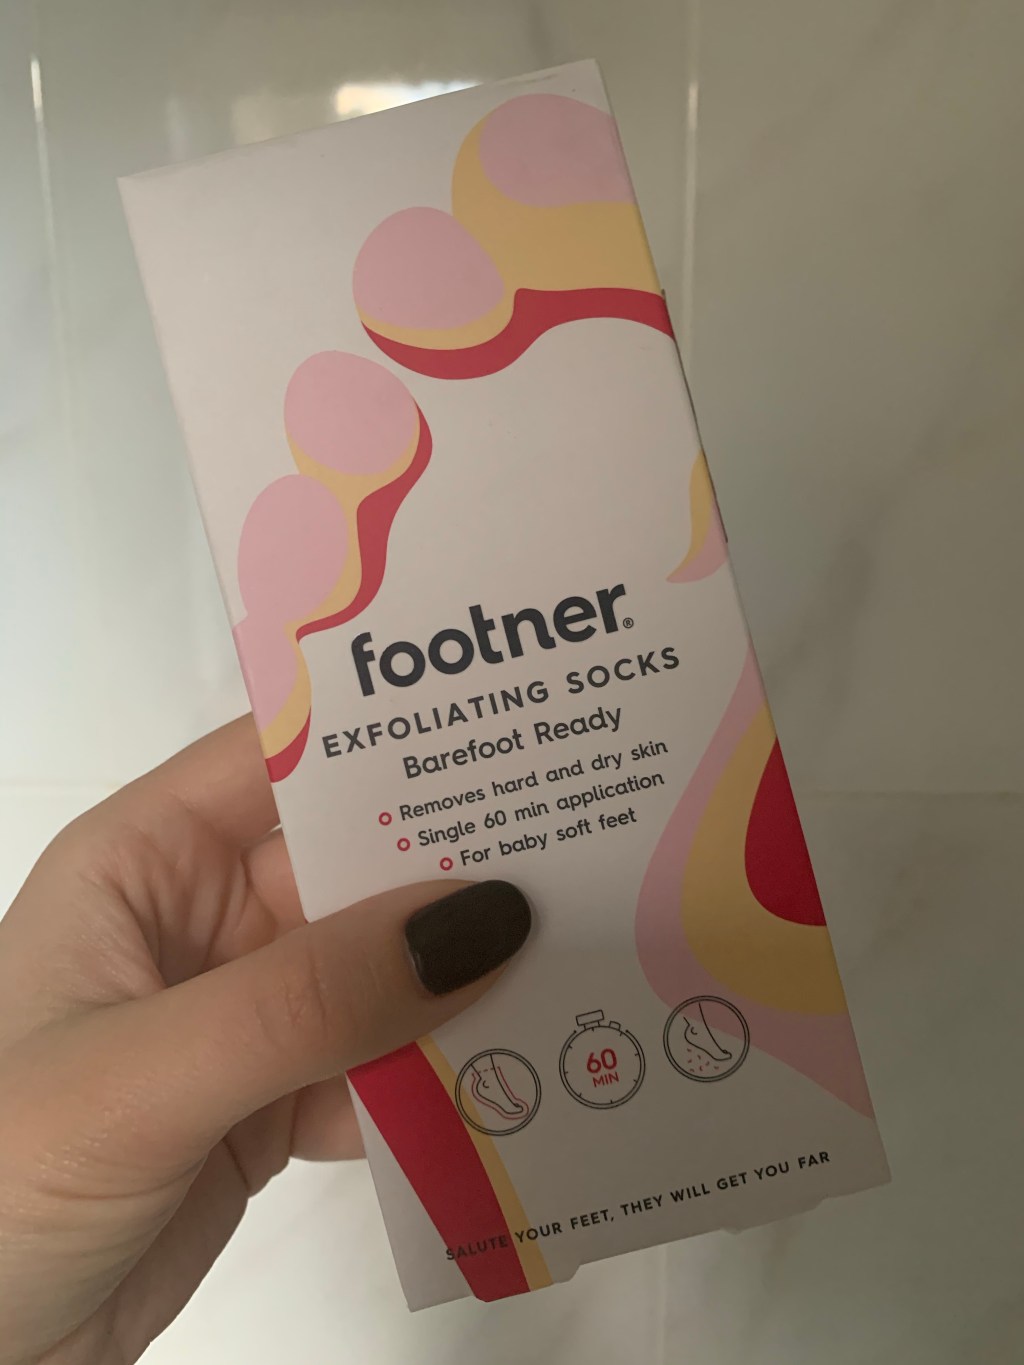 footner®
EXFOLIATING SOCKS
Barefoot Ready
Removes hard and dry skin
Single 60 min application
For baby soft feet
60
MIN
SALUTE YOUR FEET, THEY WILL GET YOU FAR